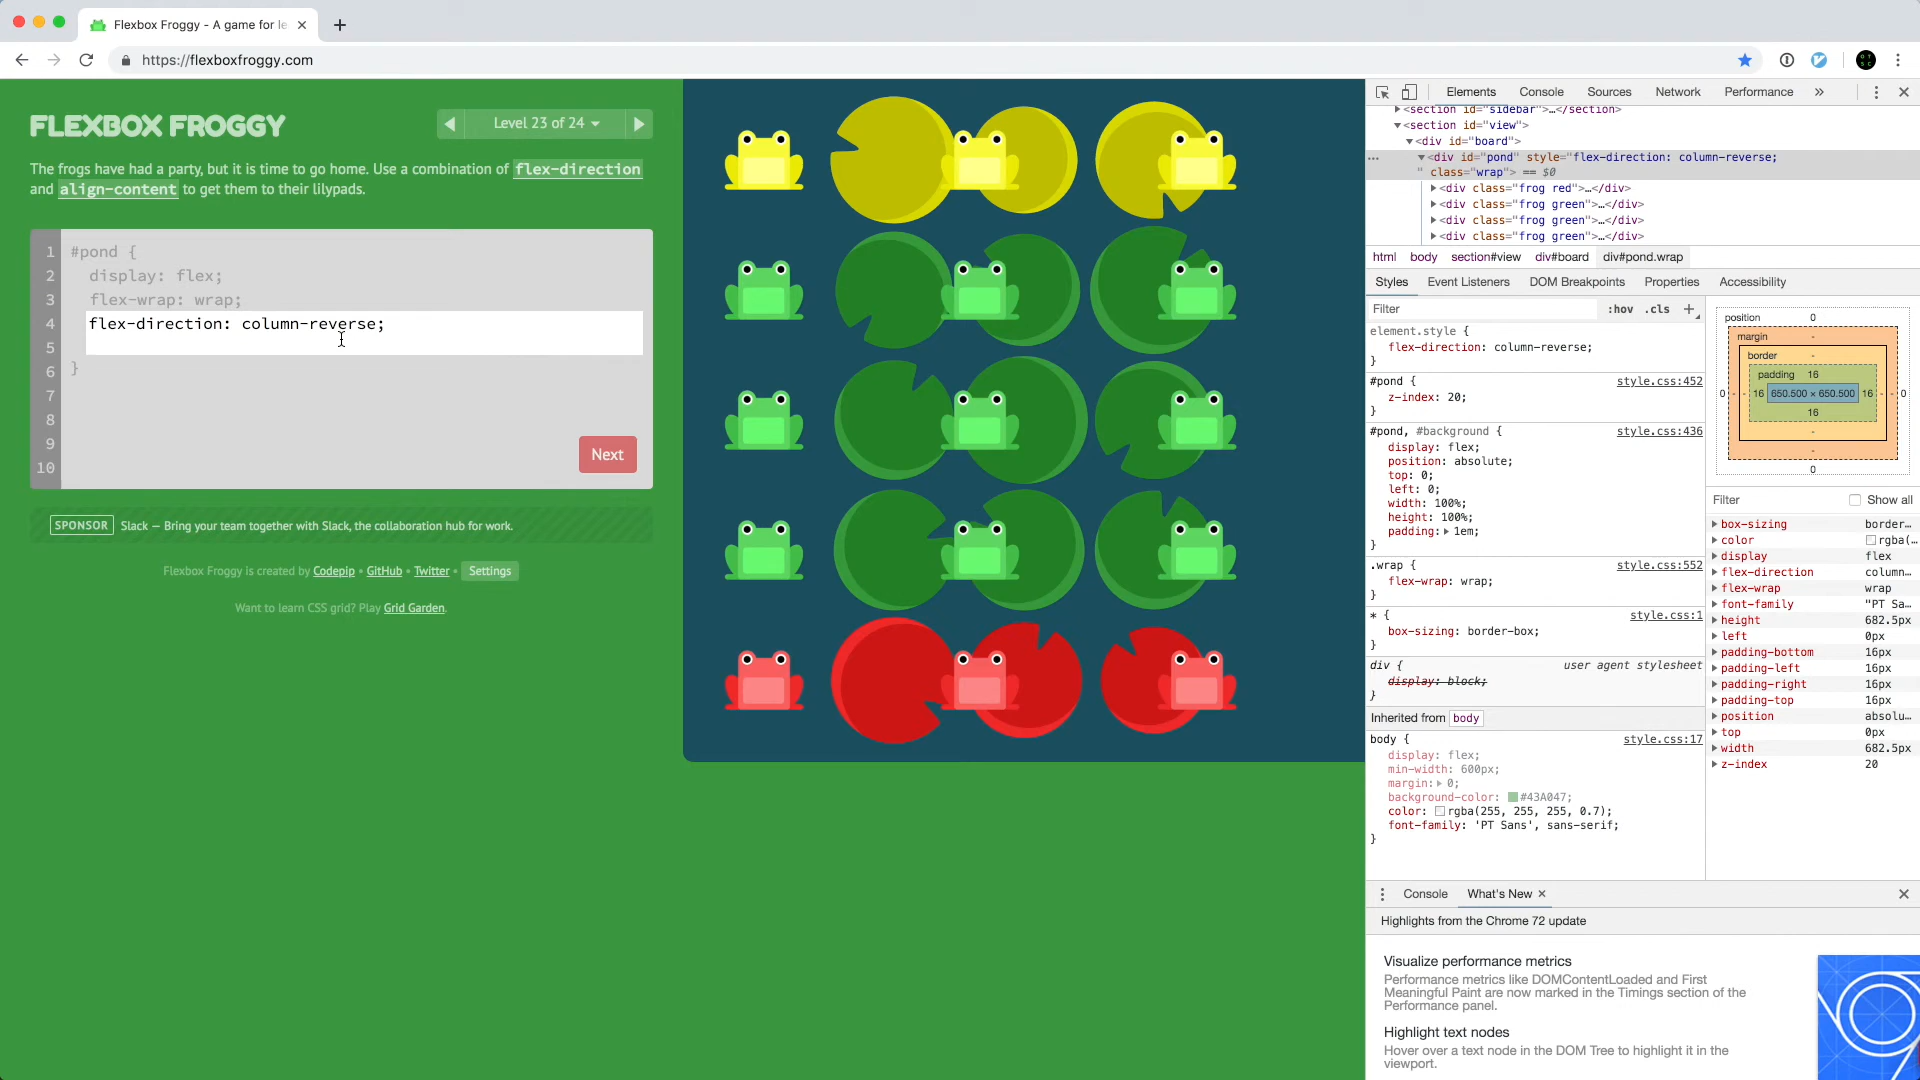 Flexbox Froggy - A game for le
https://flexboxfroggy.com
FLEXBOX FROGGY
Level 23 of 24
The frogs have had a party, but it is time to go home. Use a combination of flex-direction
and align-content to get them to their lilypads.
1 #pond {
2 display: flex;
3 flex-wrap: wrap;
4 flex-direction: column-reverse;
5
6 }
7
8
9
10
Next
SPONSOR Slack — Bring your team together with Slack, the collaboration hub for work.
Flexbox Froggy is created by Codepip • GitHub • Twitter • Settings
Want to learn CSS grid? Play Grid Garden.
Elements Console Sources Network Performance »
<section id="sidebar">…</section>
<section id="view">
<div id="board">
<div id="pond" style="flex-direction: column-reverse;
" class="wrap"> == $0
<div class="frog red">…</div>
<div class="frog green">…</div>
<div class="frog green">…</div>
<div class="frog green">…</div>
html body section#view div#board div#pond.wrap
Styles Event Listeners DOM Breakpoints Properties Accessibility
Filter :hov .cls +
element.style {
flex-direction: column-reverse;
}
#pond { style.css:452
z-index: 20;
}
#pond, #background { style.css:436
display: flex;
position: absolute;
top: 0;
left: 0;
width: 100%;
height: 100%;
padding: 1em;
}
.wrap { style.css:552
flex-wrap: wrap;
}
* { style.css:1
box-sizing: border-box;
}
div { user agent stylesheet
display: block;
}
Inherited from body
body { style.css:17
display: flex;
min-width: 600px;
margin: 0;
background-color: #43A047;
color: rgba(255, 255, 255, 0.7);
font-family: 'PT Sans', sans-serif;
}
position 0
margin -
border -
padding 16
0 - - 16 650.500 × 650.500 16 - - 0
16
-
-
0
Filter Show all
box-sizing border…
color rgba(…
display flex
flex-direction column…
flex-wrap wrap
font-family "PT Sa…
height 682.5px
left 0px
padding-bottom 16px
padding-left 16px
padding-right 16px
padding-top 16px
position absolu…
top 0px
width 682.5px
z-index 20
Console What's New ×
Highlights from the Chrome 72 update
Visualize performance metrics
Performance metrics like DOMContentLoaded and First
Meaningful Paint are now marked in the Timings section of the
Performance panel.
Highlight text nodes
Hover over a text node in the DOM Tree to highlight it in the
viewport.